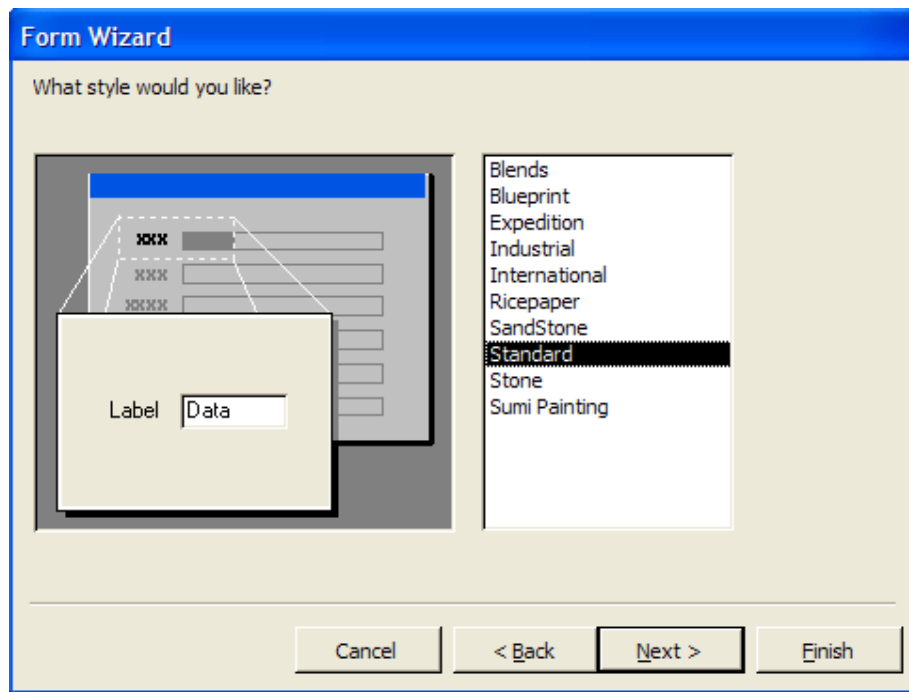 Form Wizard
What style would you like?
xxx
xxx
xxxx
Label Data
Blends
Blueprint
Expedition
Industrial
International
Ricepaper
SandStone
Standard
Stone
Sumi Painting
Cancel < Back Next > Finish